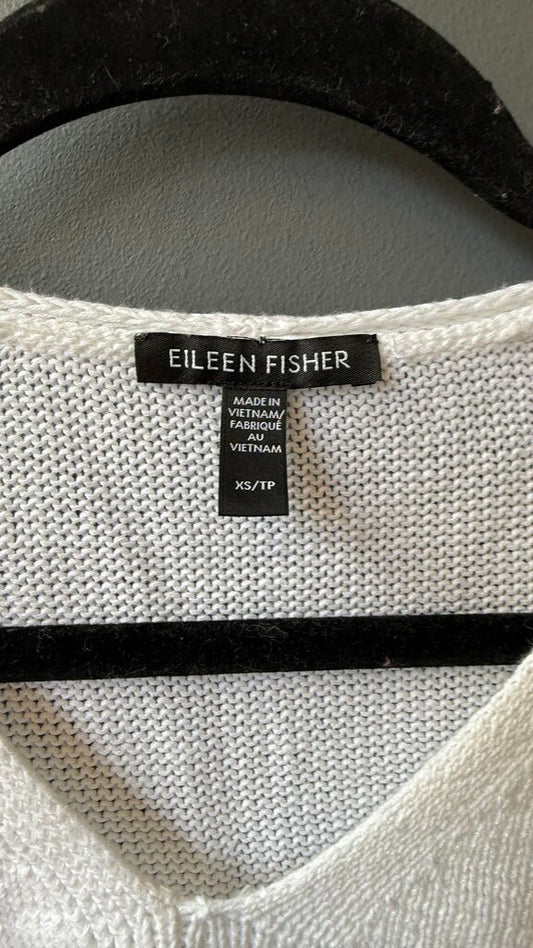 EILEEN FISHER
MADE IN
VIETNAM/
FABRIQUÉ
AU
VIETNAM
XS/TP